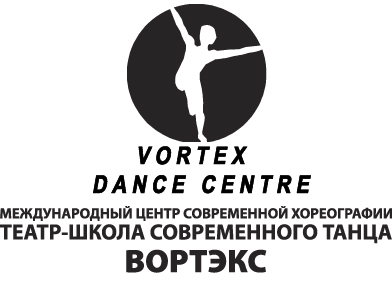 VORTEX
DANCE CENTRE
МЕЖДУНАРОДНЫЙ ЦЕНТР СОВРЕМЕННОЙ ХОРЕОГРАФИИ
ТЕАТР-ШКОЛА СОВРЕМЕННОГО ТАНЦА
ВОРТЭКС